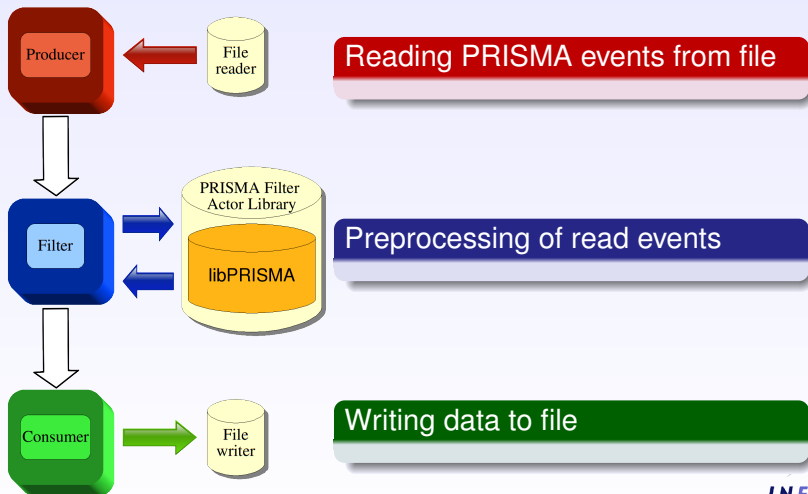 Producer
File
reader
Reading PRISMA events from file
PRISMA Filter
Actor Library
Filter
libPRISMA
Preprocessing of read events
Consumer
File
writer
Writing data to file